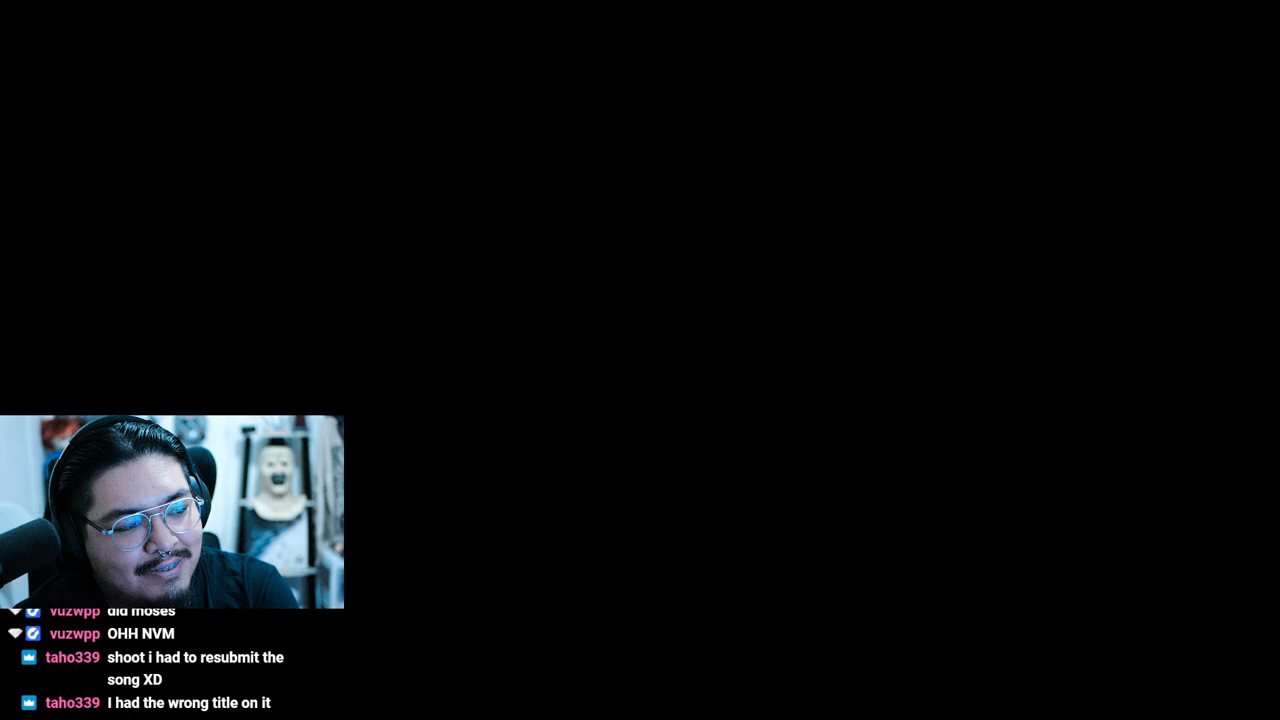 vuzwpp did moses
vuzwpp OHH NVM
taho339 shoot i had to resubmit the
song XD
taho339 I had the wrong title on it